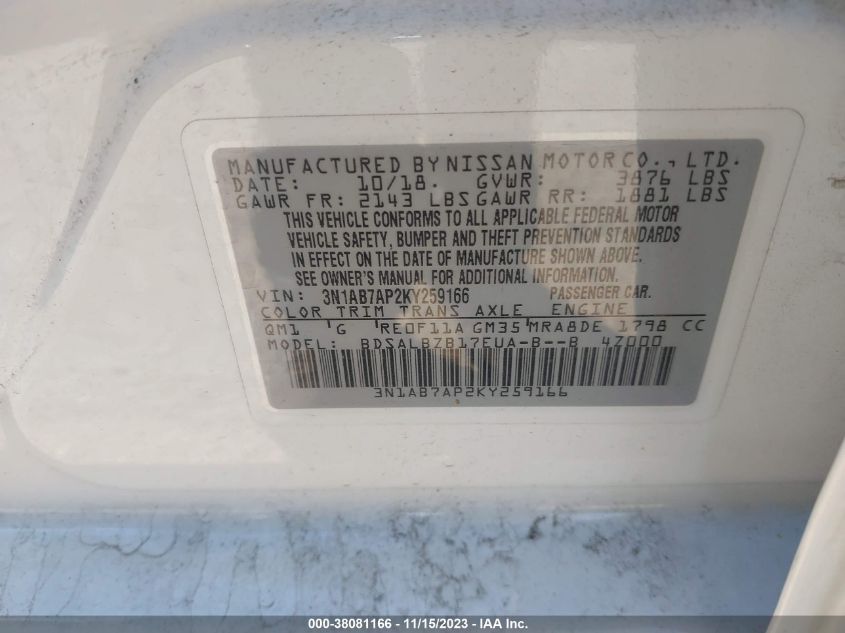 MANUFACTURED BY NISSAN MOTOR CO., LTD.
DATE: 10/18. GVWR: 3876 LBS
GAWR FR: 2143 LBS GAWR RR: 1881 LBS
THIS VEHICLE CONFORMS TO ALL APPLICABLE FEDERAL MOTOR
VEHICLE SAFETY, BUMPER AND THEFT PREVENTION STANDARDS
IN EFFECT ON THE DATE OF MANUFACTURE SHOWN ABOVE.
SEE OWNER'S MANUAL FOR ADDITIONAL INFORMATION.
VIN: 3N1AB7AP2KY259166 PASSENGER CAR.
COLOR TRIM TRANS AXLE ENGINE
QM1 'G 'RE0F11A GM35'MRA8DE 1798 CC
MODEL: BDSALBZB17EUA-B--B 4Z000
3N1AB7AP2KY259166
000-38081166 - 11/15/2023 - IAA Inc.